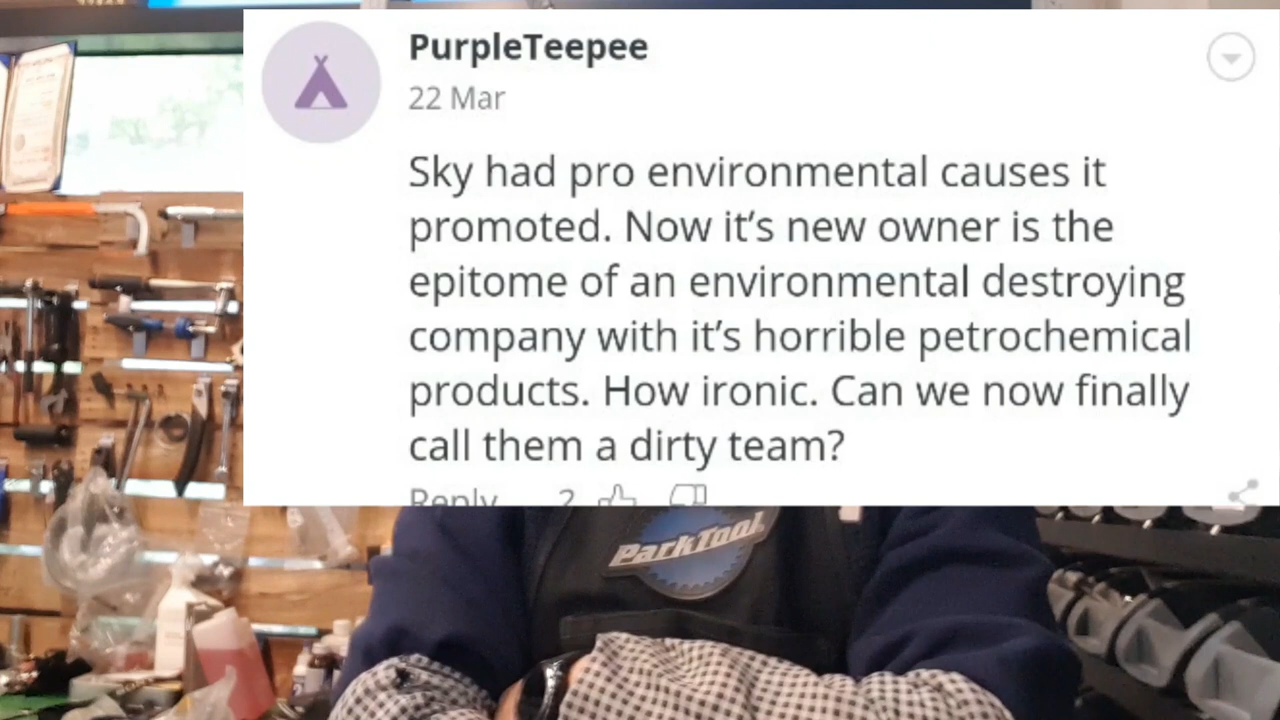 PurpleTeepee
22 Mar
Sky had pro environmental causes it
promoted. Now it’s new owner is the
epitome of an environmental destroying
company with it’s horrible petrochemical
products. How ironic. Can we now finally
call them a dirty team?
Reply 2
ParkTool